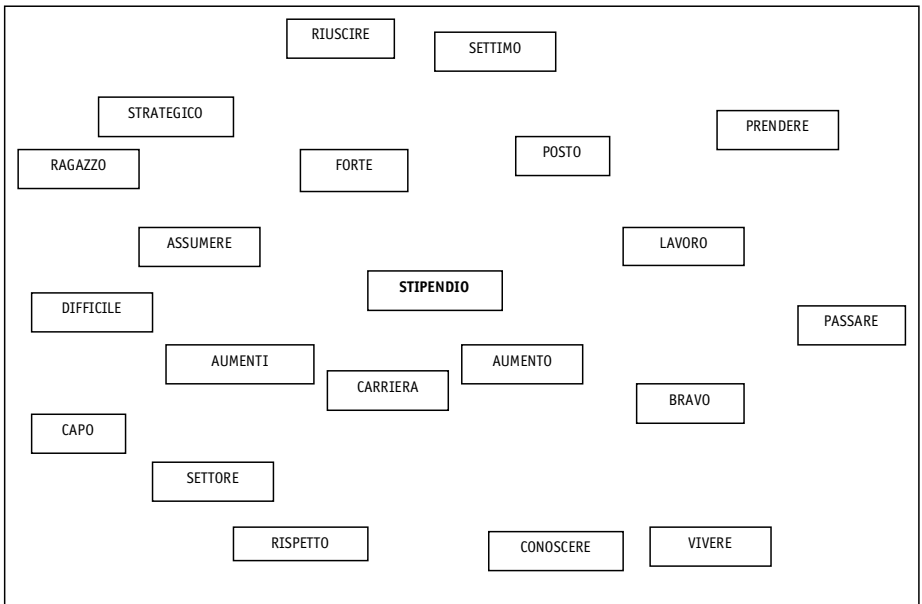 RIUSCIRE
SETTIMO
STRATEGICO
PRENDERE
RAGAZZO
FORTE
POSTO
ASSUMERE
LAVORO
STIPENDIO
DIFFICILE
PASSARE
AUMENTI
AUMENTO
CARRIERA
BRAVO
CAPO
SETTORE
RISPETTO
CONOSCERE
VIVERE